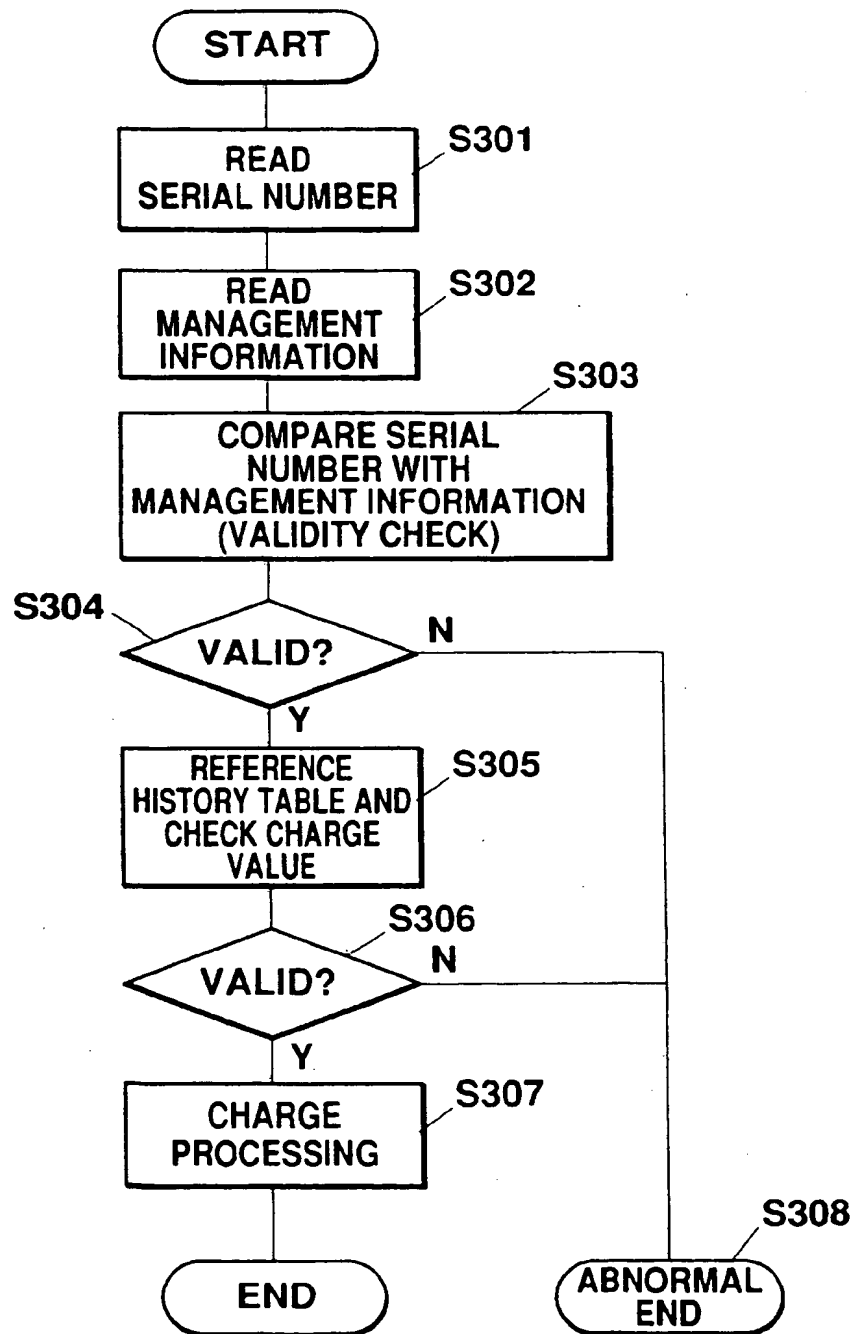 START
S301
READ
SERIAL NUMBER
S302
READ
MANAGEMENT
INFORMATION
S303
COMPARE SERIAL
NUMBER WITH
MANAGEMENT INFORMATION
(VALIDITY CHECK)
S304
VALID?
N
Y
S305
REFERENCE
HISTORY TABLE AND
CHECK CHARGE
VALUE
S306
VALID?
N
Y
S307
CHARGE
PROCESSING
S308
END
ABNORMAL
END